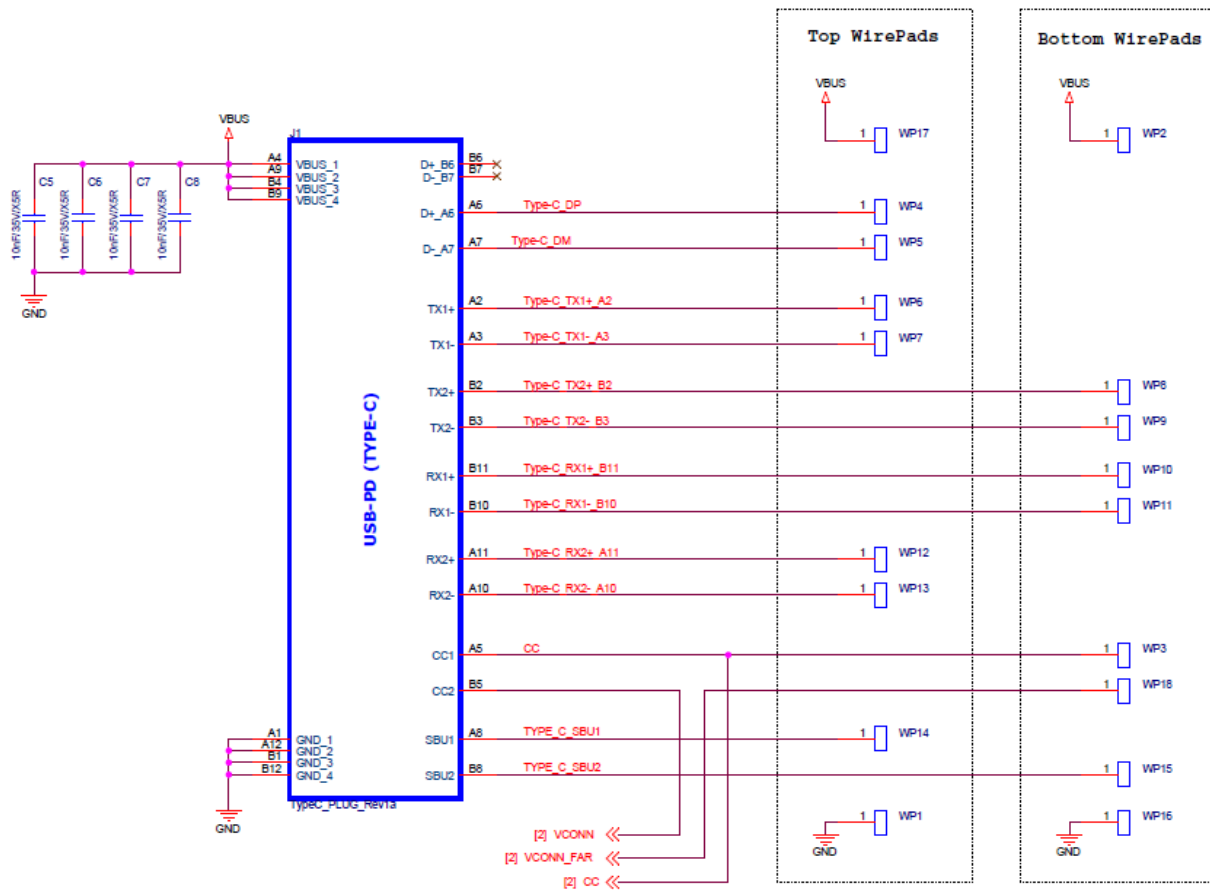 Top WirePads
Bottom WirePads
VBUS
1 WP17
VBUS
1 WP2
VBUS
J1
C5 C6 C7 C8
10nF/35V/X5R 10nF/35V/X5R 10nF/35V/X5R 10nF/35V/X5R
GND
A4 VBUS_1
A9 VBUS_2
B4 VBUS_3
B9 VBUS_4
D+_B6 B6
D-_B7 B7
D+_A6 A6 Type-C_DP 1 WP4
D-_A7 A7 Type-C_DM 1 WP5
TX1+ A2 Type-C_TX1+_A2 1 WP6
TX1- A3 Type-C_TX1-_A3 1 WP7
TX2+ B2 Type-C_TX2+_B2 1 WP8
TX2- B3 Type-C_TX2-_B3 1 WP9
RX1+ B11 Type-C_RX1+_B11 1 WP10
RX1- B10 Type-C_RX1-_B10 1 WP11
RX2+ A11 Type-C_RX2+_A11 1 WP12
RX2- A10 Type-C_RX2-_A10 1 WP13
USB-PD (TYPE-C)
CC1 A5 CC 1 WP3
CC2 B5 1 WP18
SBU1 A8 TYPE_C_SBU1 1 WP14
SBU2 B8 TYPE_C_SBU2 1 WP15
A1 GND_1
A12 GND_2
B1 GND_3
B12 GND_4
GND
TypeC_PLUG_Rev1a
1 WP1
GND
1 WP16
GND
[2] VCONN
[2] VCONN_FAR
[2] CC